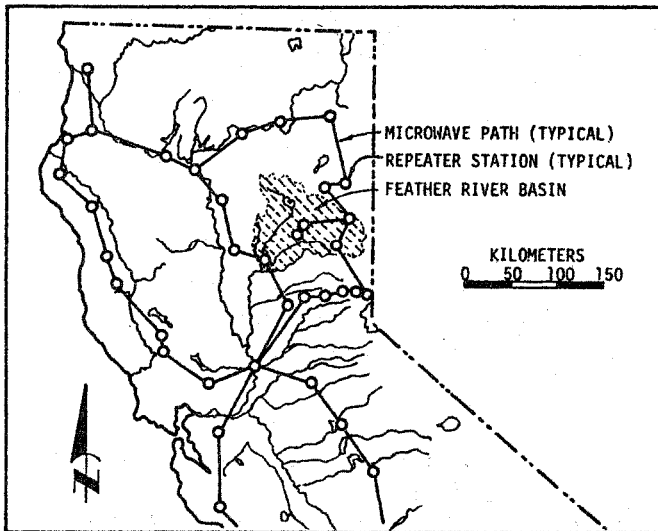 MICROWAVE PATH (TYPICAL)
REPEATER STATION (TYPICAL)
FEATHER RIVER BASIN
KILOMETERS
0 50 100 150
N